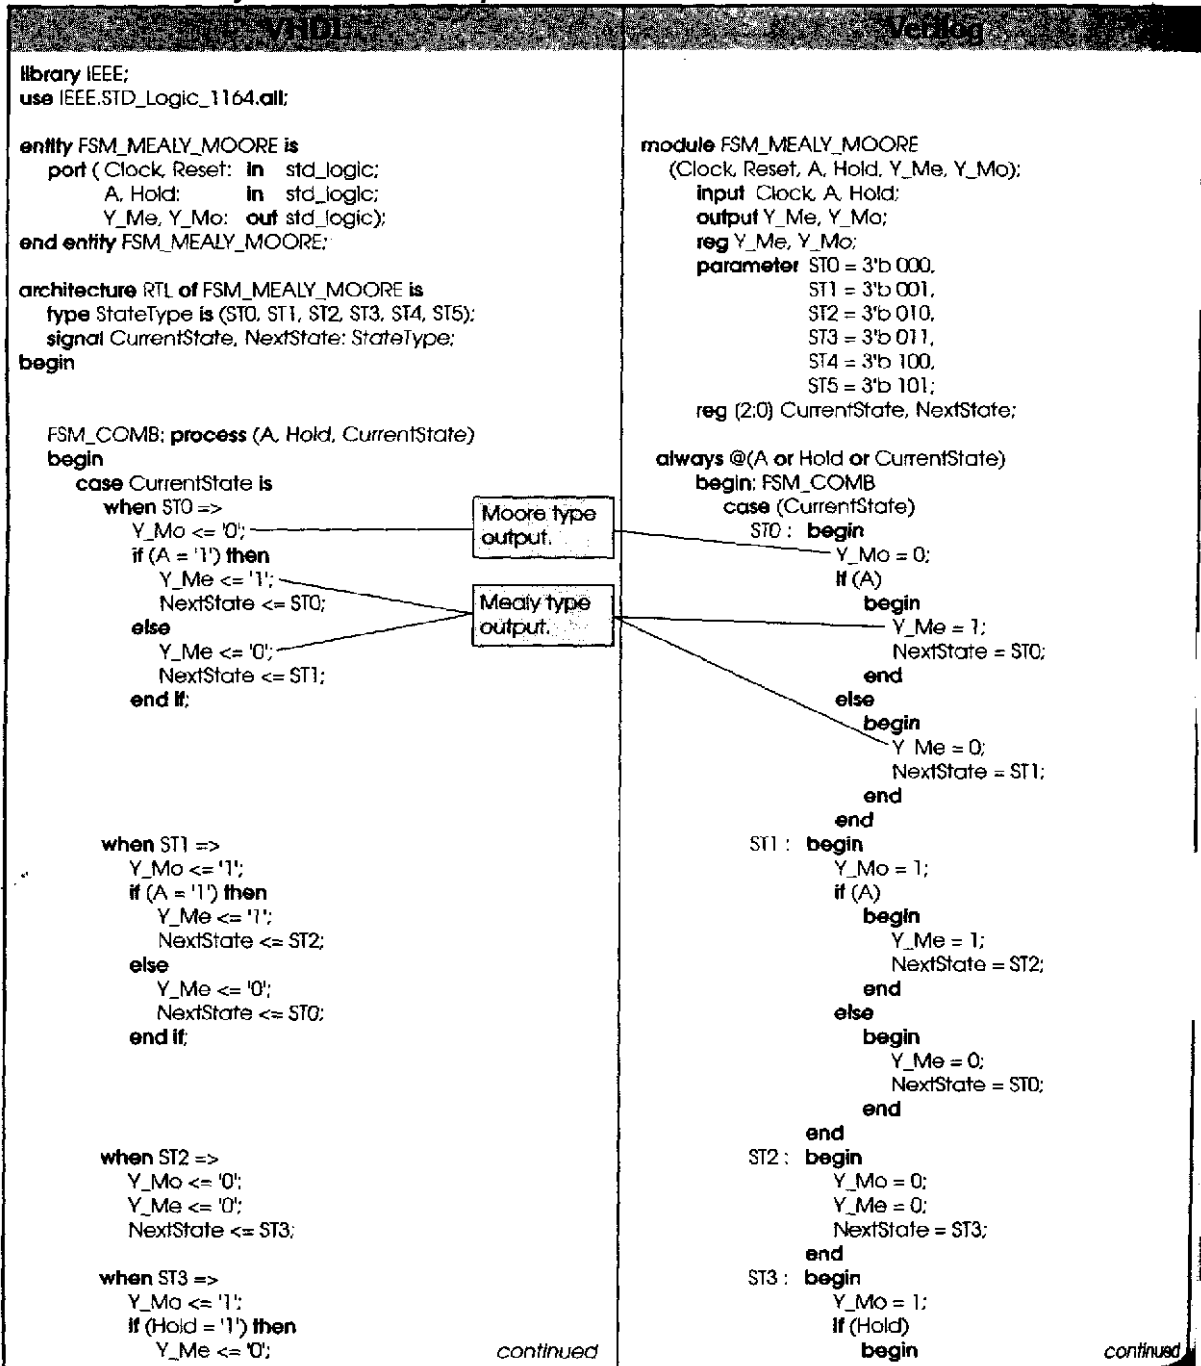 VHDL
library IEEE;
use IEEE.STD_Logic_1164.all;
entity FSM_MEALY_MOORE is
port ( Clock, Reset: in std_logic;
A, Hold: in std_logic;
Y_Me, Y_Mo: out std_logic);
end entity FSM_MEALY_MOORE;
architecture RTL of FSM_MEALY_MOORE is
type StateType is (ST0, ST1, ST2, ST3, ST4, ST5);
signal CurrentState, NextState: StateType;
begin
FSM_COMB: process (A, Hold, CurrentState)
begin
case CurrentState is
when ST0 =>
Y_Mo <= '0';
if (A = '1') then
Y_Me <= '1';
NextState <= ST0;
else
Y_Me <= '0';
NextState <= ST1;
end if;
when ST1 =>
Y_Mo <= '1';
if (A = '1') then
Y_Me <= '1';
NextState <= ST2;
else
Y_Me <= '0';
NextState <= ST0;
end if;
when ST2 =>
Y_Mo <= '0';
Y_Me <= '0';
NextState <= ST3;
when ST3 =>
Y_Mo <= '1';
if (Hold = '1') then
Y_Me <= '0';
continued
Moore type
output.
Mealy type
output.
Verilog
module FSM_MEALY_MOORE
(Clock, Reset, A, Hold, Y_Me, Y_Mo);
input Clock, A, Hold;
output Y_Me, Y_Mo;
reg Y_Me, Y_Mo;
parameter ST0 = 3'b 000,
ST1 = 3'b 001,
ST2 = 3'b 010,
ST3 = 3'b 011,
ST4 = 3'b 100,
ST5 = 3'b 101;
reg (2:0) CurrentState, NextState;
always @(A or Hold or CurrentState)
begin: FSM_COMB
case (CurrentState)
ST0 : begin
Y_Mo = 0;
if (A)
begin
Y_Me = 1;
NextState = ST0;
end
else
begin
Y_Me = 0;
NextState = ST1;
end
end
ST1 : begin
Y_Mo = 1;
if (A)
begin
Y_Me = 1;
NextState = ST2;
end
else
begin
Y_Me = 0;
NextState = ST0;
end
end
ST2 : begin
Y_Mo = 0;
Y_Me = 0;
NextState = ST3;
end
ST3 : begin
Y_Mo = 1;
if (Hold)
begin
continued